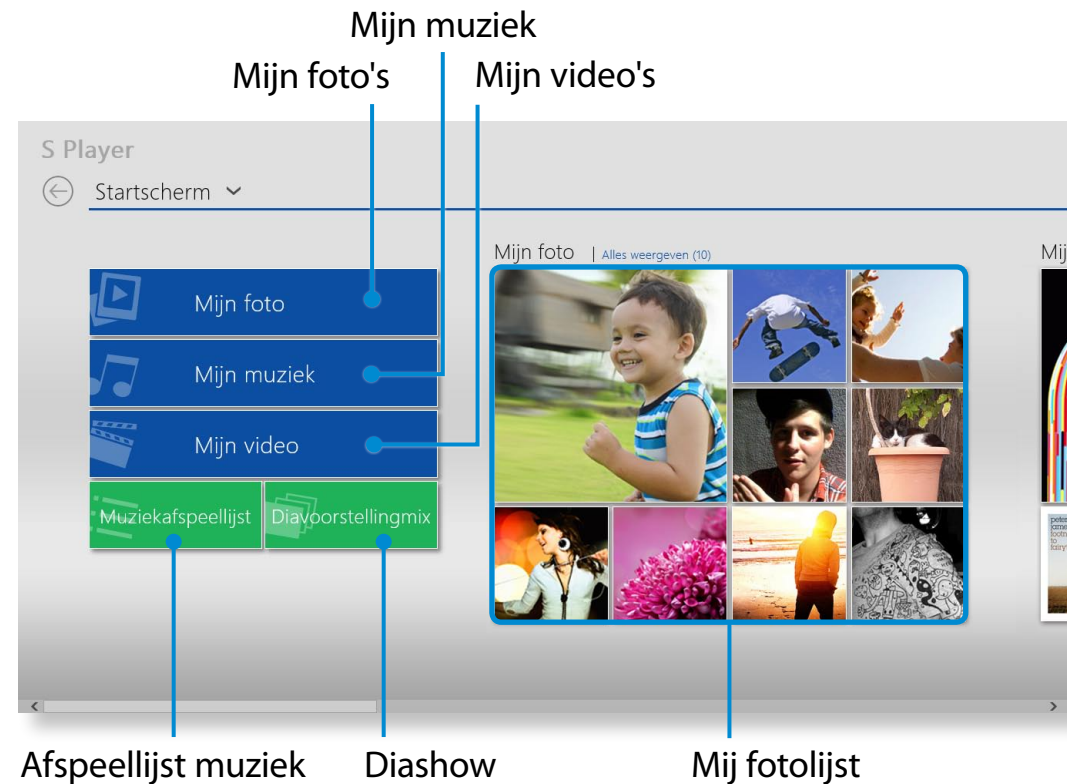 Mijn muziek
Mijn foto's
Mijn video's
S Player
Startscherm
Mijn foto | Alles weergeven (10)
Mij
Mijn foto
Mijn muziek
Mijn video
Muziekafspeellijst
Diavoorstellingmix
Afspeellijst muziek
Diashow
Mij fotolijst